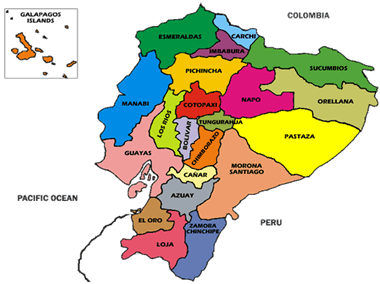 GALAPAGOS
ISLANDS
COLOMBIA
ESMERALDAS
CARCHI
IMBABURA
PICHINCHA
SUCUMBIOS
MANABI
COTOPAXI
NAPO
ORELLANA
LOS RIOS
BOLIVAR
TUNGURAHUA
CHIMBORAZO
PASTAZA
GUAYAS
CAÑAR
MORONA
SANTIAGO
PACIFIC OCEAN
AZUAY
EL ORO
ZAMORA
CHINCHIPE
PERU
LOJA